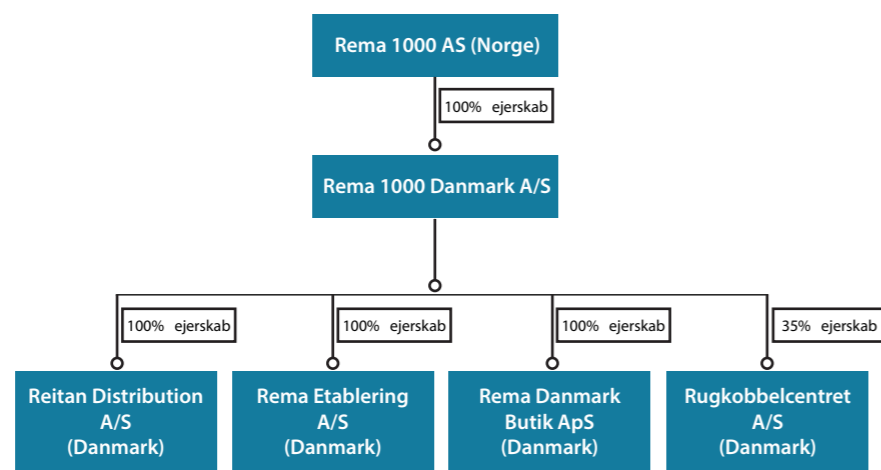 Rema 1000 AS (Norge)
100% ejerskab
Rema 1000 Danmark A/S
100% ejerskab
100% ejerskab
100% ejerskab
35% ejerskab
Reitan Distribution
A/S
(Danmark)
Rema Etablering
A/S
(Danmark)
Rema Danmark
Butik ApS
(Danmark)
Rugkobbelcentret
A/S
(Danmark)